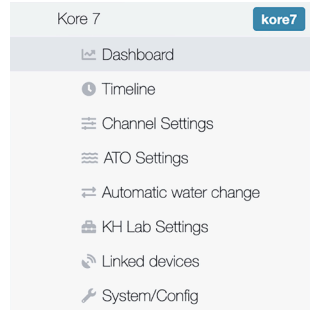 Kore 7 kore7
Dashboard
Timeline
Channel Settings
ATO Settings
Automatic water change
KH Lab Settings
Linked devices
System/Config